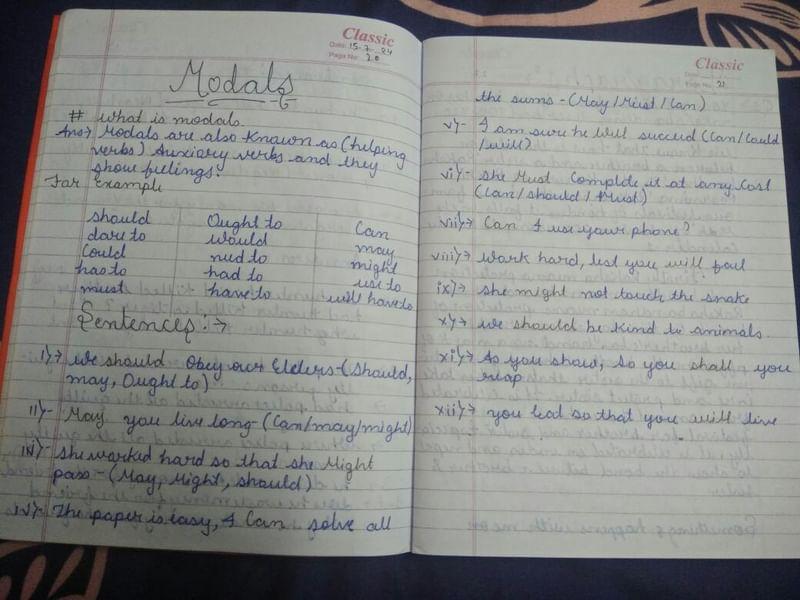 Classic
Date: 15-7-24
Page No: 20
Modals
# what is modals.
Ans→ Modals are also known as (helping
verbs) Auxiary verbs and they
show feelings.
For Example
should Ought to Can
dare to would may
Could nud to might
has to had to use to
must have to will have to
Sentences:→
i)→ we should Obey our Elders-(Should,
may, Ought to)
ii)- May you live long-(Can/may/might)
iv)- she worked hard so that she Might
pass-(May, Might, should)
iv)- The paper is easy, I Can solve all
Classic
Date
Page No. 21
the sums-(May/Must/Can)
v)- I am sure he will succed (Can/Could
/will)
vi)- she Must Complete it at any Cost
(Can/should/Must)
vii)→ Can I use your phone?
viii)→ work hard, lest you will fail
ix)→ she might not touch the snake
x)→ we should be kind to animals.
xi)→ As you show, so you shall you
reap
xii)→ you so that you will live